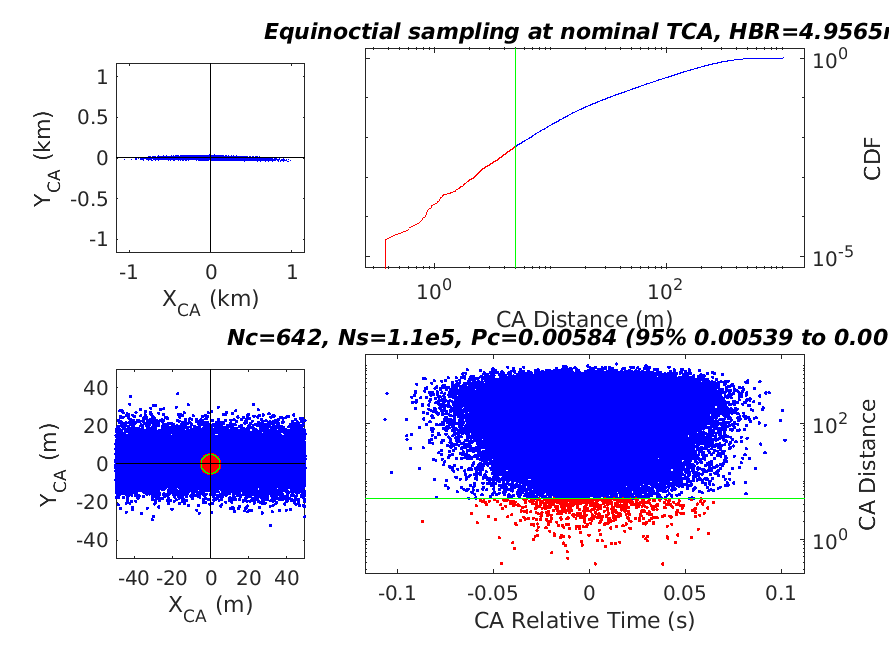 Equinoctial sampling at nominal TCA, HBR=4.9565
1
0.5
0
-0.5
-1
Y_CA (km)
-1 0 1
X_CA (km)
10^0
10^-5
CDF
10^0 10^2
CA Distance (m)
Nc=642, Ns=1.1e5, Pc=0.00584 (95% 0.00539 to 0.00
40
20
0
-20
-40
Y_CA (m)
-40 -20 0 20 40
X_CA (m)
10^2
10^0
CA Distance
-0.1 -0.05 0 0.05 0.1
CA Relative Time (s)